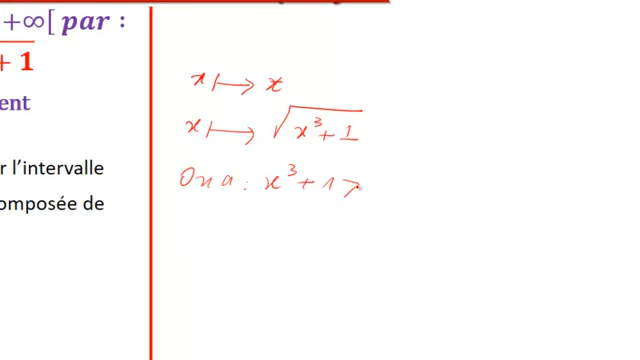 +∞[ par :
+ 1
ent
x ↦ x
x ↦ √(x³ + 1)
r l’intervalle
On a : x³ + 1 >
omposée de